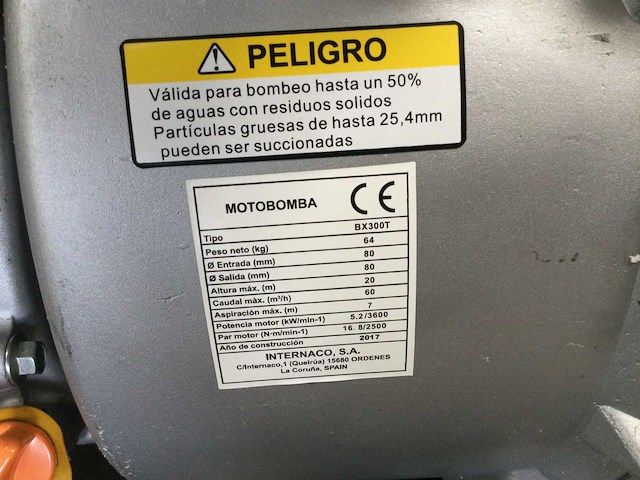 PELIGRO
Válida para bombeo hasta un 50%
de aguas con residuos solidos
Partículas gruesas de hasta 25,4mm
pueden ser succionadas
MOTOBOMBA CE
Tipo BX300T
Peso neto (kg) 64
Ø Entrada (mm) 80
Ø Salida (mm) 80
Altura máx. (m) 20
Caudal máx. (m³/h) 60
Aspiración máx. (m) 7
Potencia motor (kW/min-1) 5.2/3600
Par motor (N·m/min-1) 16.8/2500
Año de construcción 2017
INTERNACO, S.A.
C/Internaco,1 (Queirúa) 15680 ORDENES
La Coruña, SPAIN